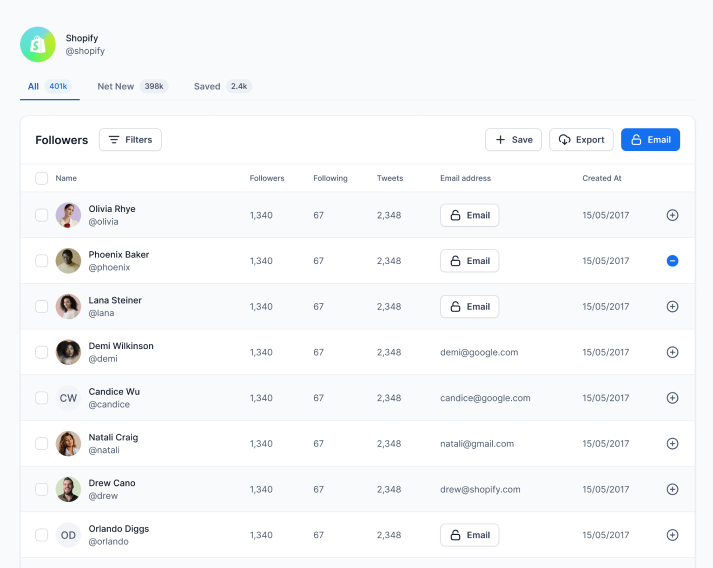 Shopify
@shopify
All 401k Net New 398k Saved 2.4k
Followers Filters Save Export Email
Name Followers Following Tweets Email address Created At
Olivia Rhye
@olivia
1,340 67 2,348 Email 15/05/2017
Phoenix Baker
@phoenix
1,340 67 2,348 Email 15/05/2017
Lana Steiner
@lana
1,340 67 2,348 Email 15/05/2017
Demi Wilkinson
@demi
1,340 67 2,348 demi@google.com 15/05/2017
CW
Candice Wu
@candice
1,340 67 2,348 candice@google.com 15/05/2017
Natali Craig
@natali
1,340 67 2,348 natali@gmail.com 15/05/2017
Drew Cano
@drew
1,340 67 2,348 drew@shopify.com 15/05/2017
OD
Orlando Diggs
@orlando
1,340 67 2,348 Email 15/05/2017